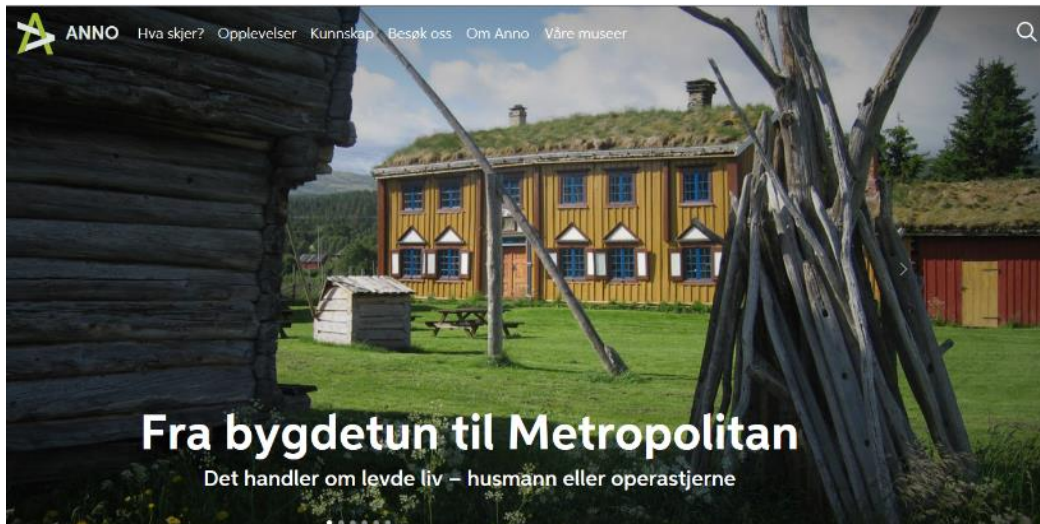 ANNO Hva skjer? Opplevelser Kunnskap Besøk oss Om Anno Våre museer
Fra bygdetun til Metropolitan
Det handler om levde liv – husmann eller operastjerne